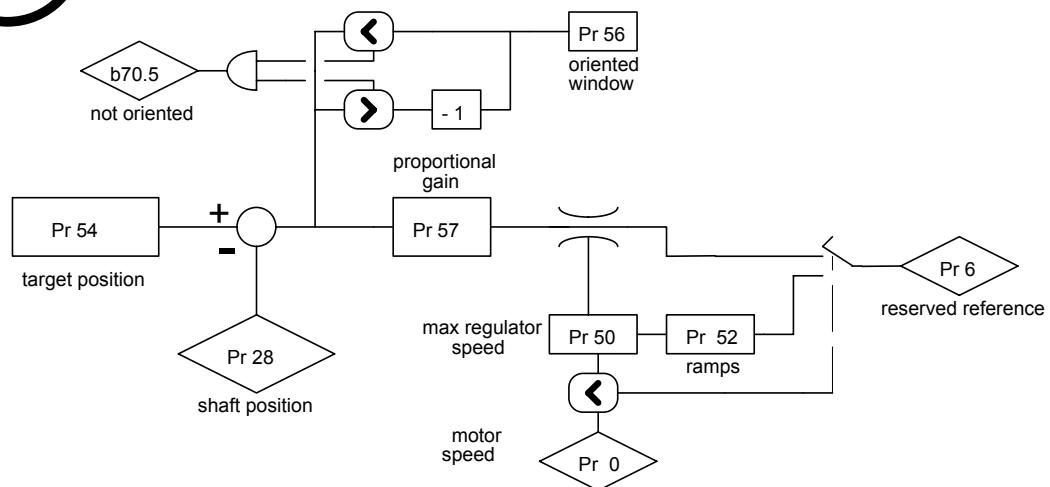 Pr 56
oriented
window
b70.5
not oriented
- 1
proportional
gain
+
-
Pr 54
target position
Pr 57
Pr 6
reserved reference
Pr 28
shaft position
max regulator
speed
Pr 50
Pr 52
ramps
<
>
<
motor
speed
Pr 0